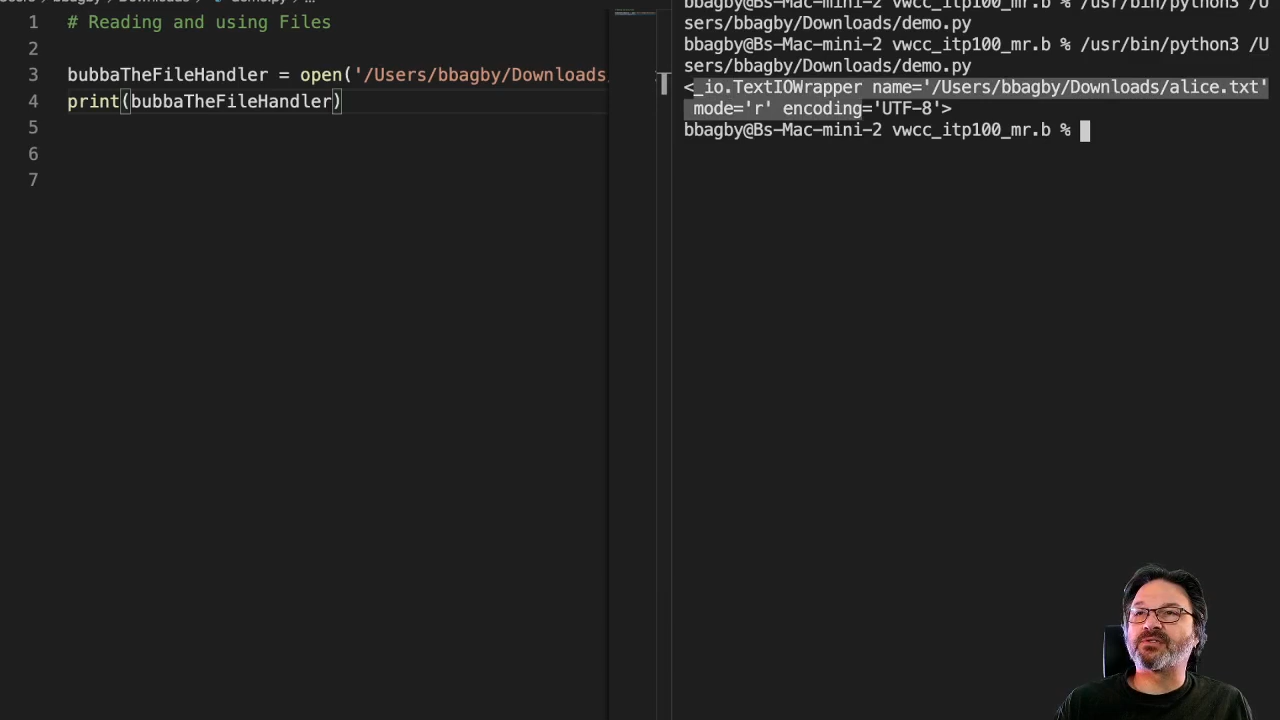 # Reading and using Files
bubbaTheFileHandler = open('/Users/bbagby/Downloads
print(bubbaTheFileHandler)
1
2
3
4
5
6
7
bbagby@Bs-Mac-mini-2 vwcc_itp100_mr.b % /usr/bin/python3 /U
sers/bbagby/Downloads/demo.py
bbagby@Bs-Mac-mini-2 vwcc_itp100_mr.b % /usr/bin/python3 /U
sers/bbagby/Downloads/demo.py
<_io.TextIOWrapper name='/Users/bbagby/Downloads/alice.txt'
mode='r' encoding='UTF-8'>
bbagby@Bs-Mac-mini-2 vwcc_itp100_mr.b %